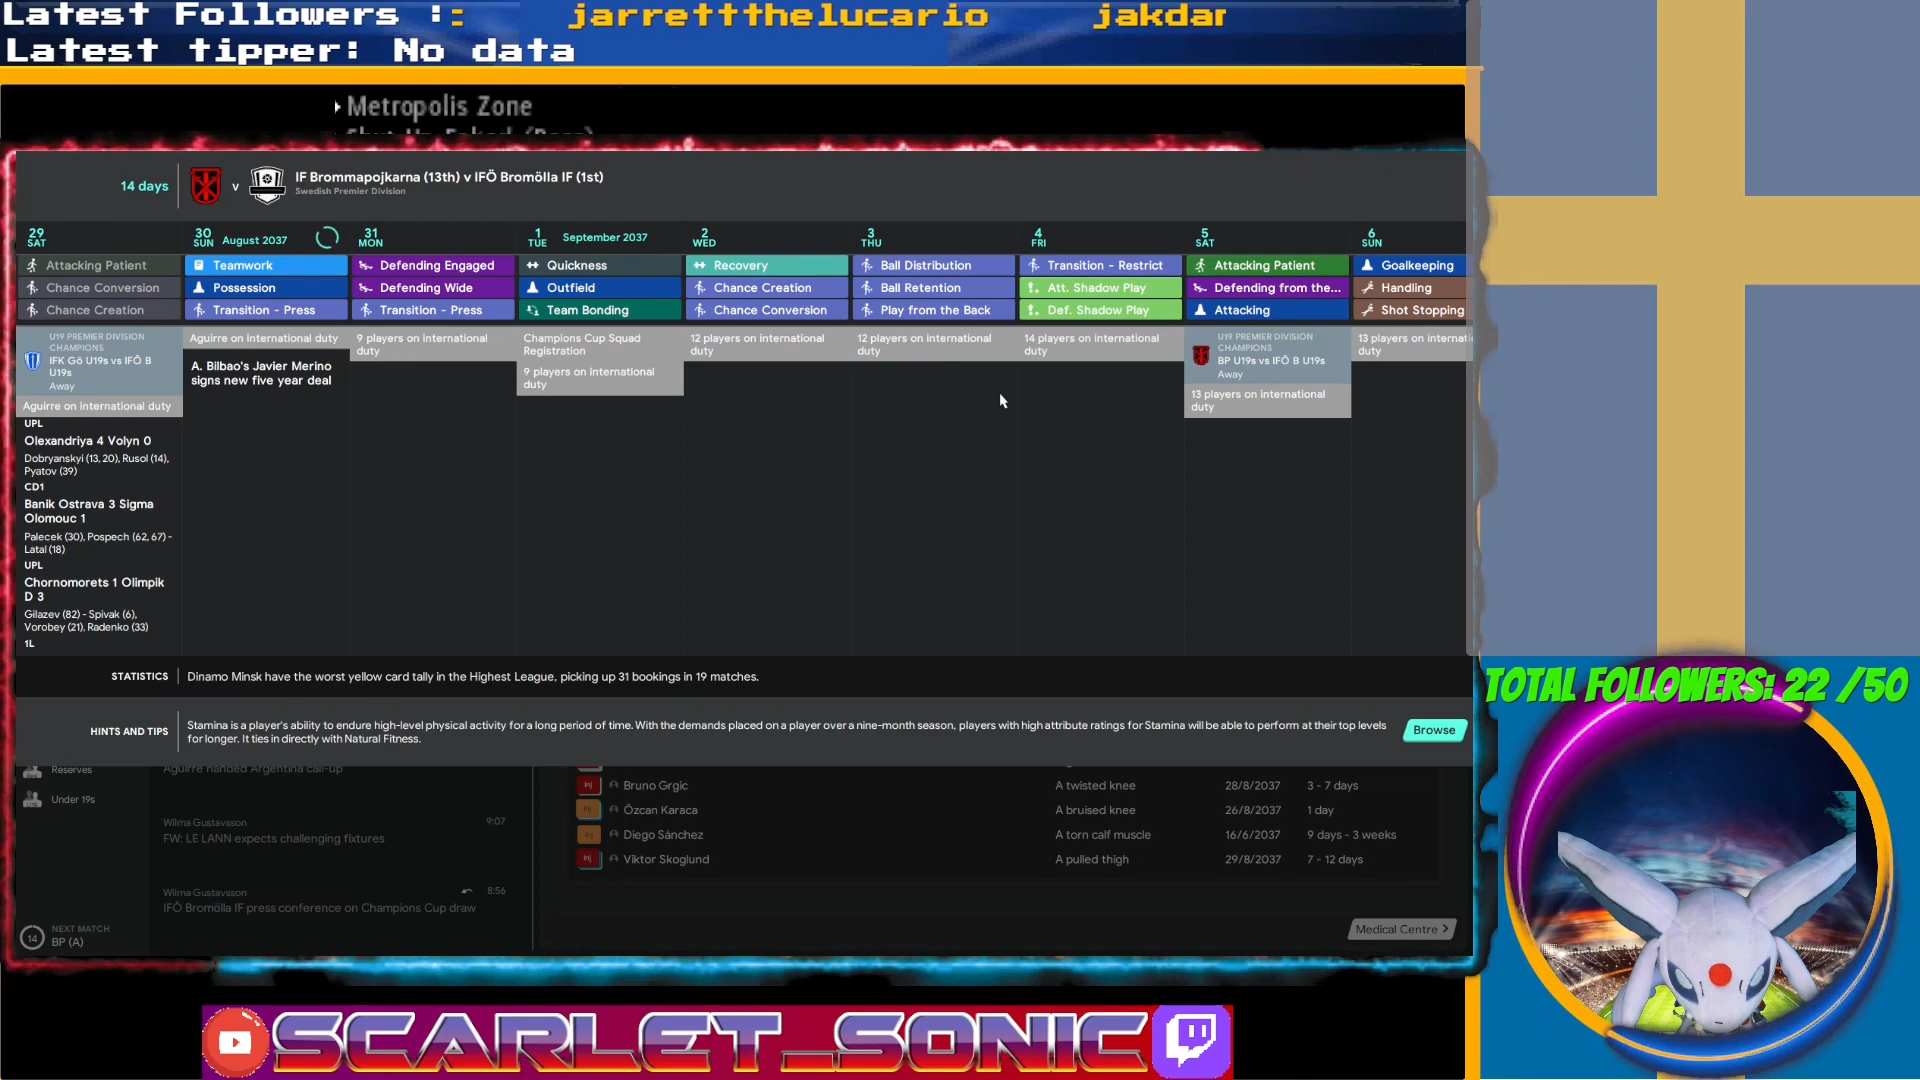 Latest Followers :: jarrettthelucario jakdar
Latest tipper: No data
Metropolis Zone
14 days
v
IF Brommapojkarna (13th) v IFÖ Bromölla IF (1st)
Swedish Premier Division
29 SAT
30 SUN August 2037
31 MON
1 TUE September 2037
2 WED
3 THU
4 FRI
5 SAT
6 SUN
Attacking Patient
Teamwork
Defending Engaged
Quickness
Recovery
Ball Distribution
Transition - Restrict
Attacking Patient
Goalkeeping
Chance Conversion
Possession
Defending Wide
Outfield
Chance Creation
Ball Retention
Att. Shadow Play
Defending from the...
Handling
Chance Creation
Transition - Press
Transition - Press
Team Bonding
Chance Conversion
Play from the Back
Def. Shadow Play
Attacking
Shot Stopping
U19 PREMIER DIVISION
CHAMPIONS
IFK Gö U19s vs IFÖ B
U19s
Away
Aguirre on international duty
UPL
Olexandriya 4 Volyn 0
Dobryanskyi (13, 20), Rusol (14),
Pyatov (39)
CD1
Banik Ostrava 3 Sigma
Olomouc 1
Palecek (30), Pospech (62, 67) -
Latal (18)
UPL
Chornomorets 1 Olimpik
D 3
Gilazev (82) - Spivak (6),
Vorobey (21), Radenko (33)
1L
Aguirre on international duty
A. Bilbao's Javier Merino
signs new five year deal
9 players on international
duty
Champions Cup Squad
Registration
9 players on international
duty
12 players on international
duty
12 players on international
duty
14 players on international
duty
U19 PREMIER DIVISION
CHAMPIONS
BP U19s vs IFÖ B U19s
Away
13 players on international
duty
13 players on internati
duty
STATISTICS
Dinamo Minsk have the worst yellow card tally in the Highest League, picking up 31 bookings in 19 matches.
HINTS AND TIPS
Stamina is a player's ability to endure high-level physical activity for a long period of time. With the demands placed on a player over a nine-month season, players with high attribute ratings for Stamina will be able to perform at their top levels
for longer. It ties in directly with Natural Fitness.
Browse
Reserves
Under 19s
Aguirre handed Argentina call-up
Wilma Gustavsson 9:07
FW: LE LANN expects challenging fixtures
Wilma Gustavsson 8:56
IFÖ Bromölla IF press conference on Champions Cup draw
14
NEXT MATCH
BP (A)
Inj Bruno Grgic A twisted knee 28/8/2037 3 - 7 days
Inj Özcan Karaca A bruised knee 26/8/2037 1 day
Inj Diego Sánchez A torn calf muscle 16/6/2037 9 days - 3 weeks
Inj Viktor Skoglund A pulled thigh 29/8/2037 7 - 12 days
Medical Centre >
TOTAL FOLLOWERS: 22 /50
SCARLET_SONIC